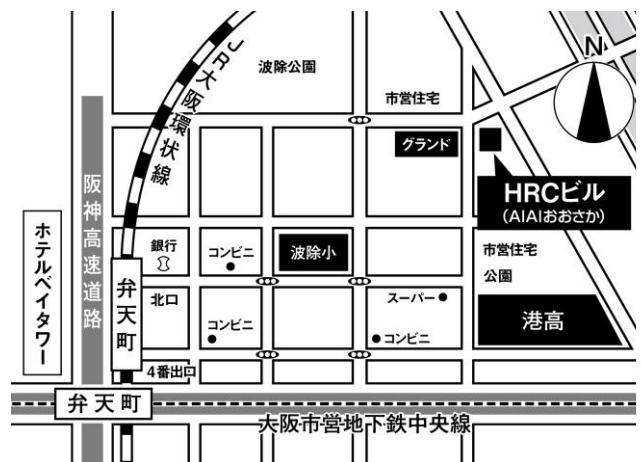 波除公園
N
市営住宅
JR大阪環状線
グランド
HRCビル
(AIAIおおさか)
阪神高速道路
ホテルベイタワー
銀行
コンビニ
波除小
市営住宅
公園
弁天町
北口
スーパー
港高
コンビニ
コンビニ
4番出口
弁天町
大阪市営地下鉄中央線